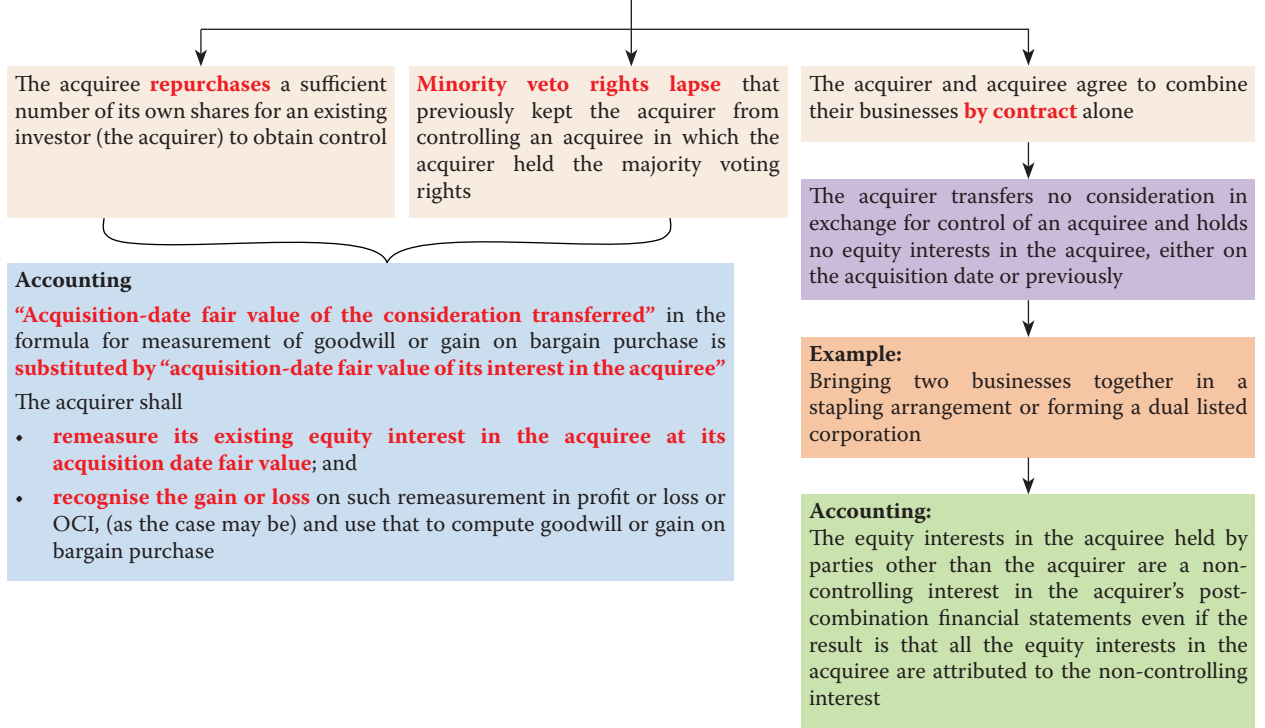 The acquiree repurchases a sufficient
number of its own shares for an existing
investor (the acquirer) to obtain control
Minority veto rights lapse that
previously kept the acquirer from
controlling an acquiree in which the
acquirer held the majority voting
rights
The acquirer and acquiree agree to combine
their businesses by contract alone
The acquirer transfers no consideration in
exchange for control of an acquiree and holds
no equity interests in the acquiree, either on
the acquisition date or previously
Accounting
“Acquisition-date fair value of the consideration transferred” in the
formula for measurement of goodwill or gain on bargain purchase is
substituted by “acquisition-date fair value of its interest in the acquiree”
The acquirer shall
• remeasure its existing equity interest in the acquiree at its
acquisition date fair value; and
• recognise the gain or loss on such remeasurement in profit or loss or
OCI, (as the case may be) and use that to compute goodwill or gain on
bargain purchase
Example:
Bringing two businesses together in a
stapling arrangement or forming a dual listed
corporation
Accounting:
The equity interests in the acquiree held by
parties other than the acquirer are a non-
controlling interest in the acquirer’s post-
combination financial statements even if the
result is that all the equity interests in the
acquiree are attributed to the non-controlling
interest